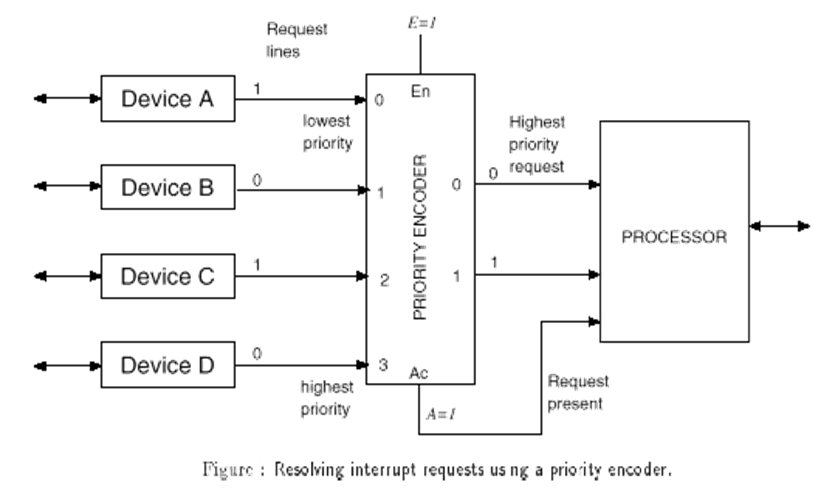 Request
lines
E=1
Device A
1
0
En
lowest
priority
Highest
priority
request
Device B
0
1
PRIORITY ENCODER
0
0
PROCESSOR
Device C
1
2
1
1
Device D
0
3
Ac
highest
priority
A=1
Request
present
Figure : Resolving interrupt requests using a priority encoder.